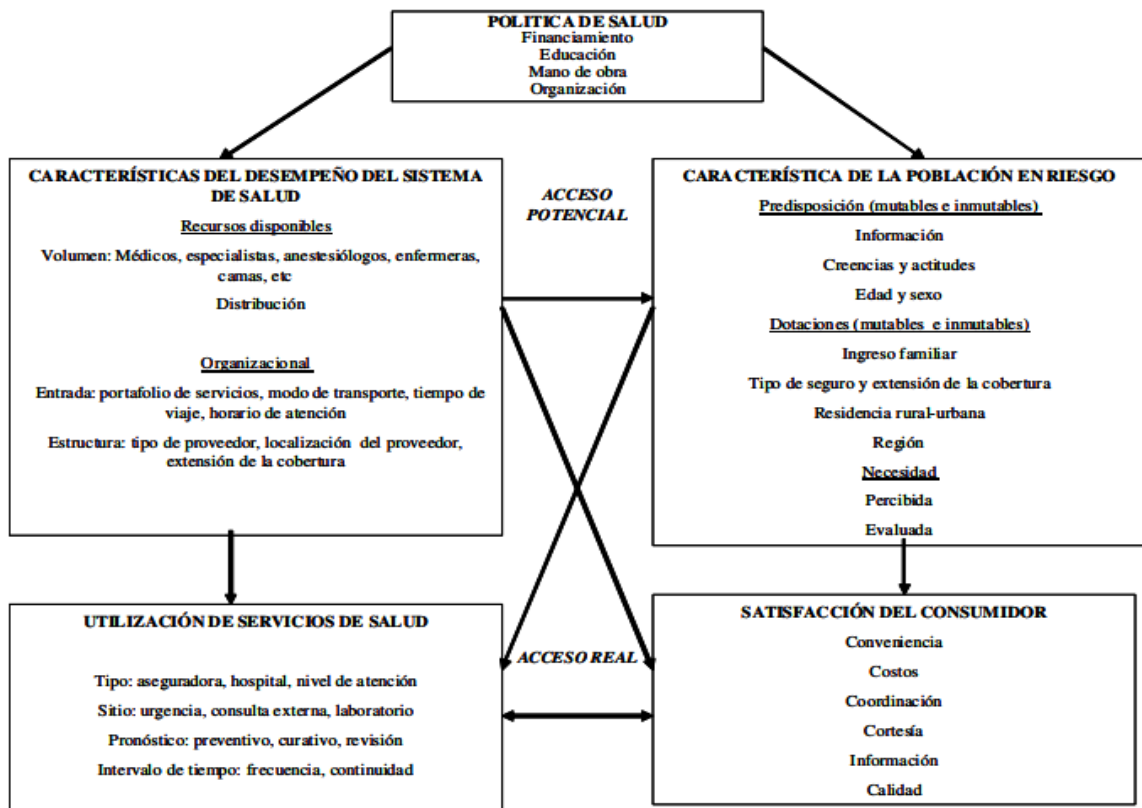 POLITICA DE SALUD
Financiamiento
Educación
Mano de obra
Organización
CARACTERÍSTICAS DEL DESEMPEÑO DEL SISTEMA
DE SALUD
Recursos disponibles
Volumen: Médicos, especialistas, anestesiólogos, enfermeras,
camas, etc
Distribución
Organizacional
Entrada: portafolio de servicios, modo de transporte, tiempo de
viaje, horario de atención
Estructura: tipo de proveedor, localización del proveedor,
extensión de la cobertura
ACCESO
POTENCIAL
CARACTERÍSTICA DE LA POBLACIÓN EN RIESGO
Predisposición (mutables e inmutables)
Información
Creencias y actitudes
Edad y sexo
Dotaciones (mutables e inmutables)
Ingreso familiar
Tipo de seguro y extensión de la cobertura
Residencia rural-urbana
Región
Necesidad
Percibida
Evaluada
UTILIZACIÓN DE SERVICIOS DE SALUD
Tipo: aseguradora, hospital, nivel de atención
Sitio: urgencia, consulta externa, laboratorio
Pronóstico: preventivo, curativo, revisión
Intervalo de tiempo: frecuencia, continuidad
ACCESO REAL
SATISFACCIÓN DEL CONSUMIDOR
Conveniencia
Costos
Coordinación
Cortesía
Información
Calidad